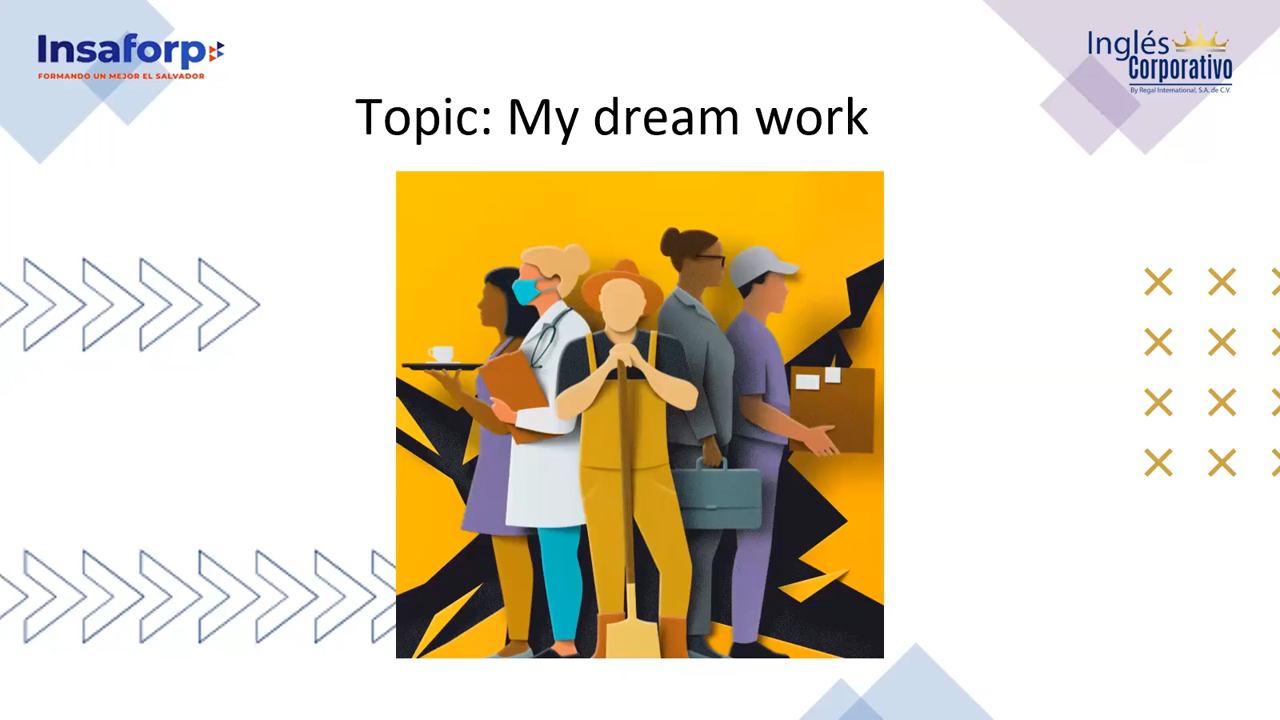 Insaforp
FORMANDO UN MEJOR EL SALVADOR
Inglés
Corporativo
By Regal International, S.A. de C.V.
Topic: My dream work